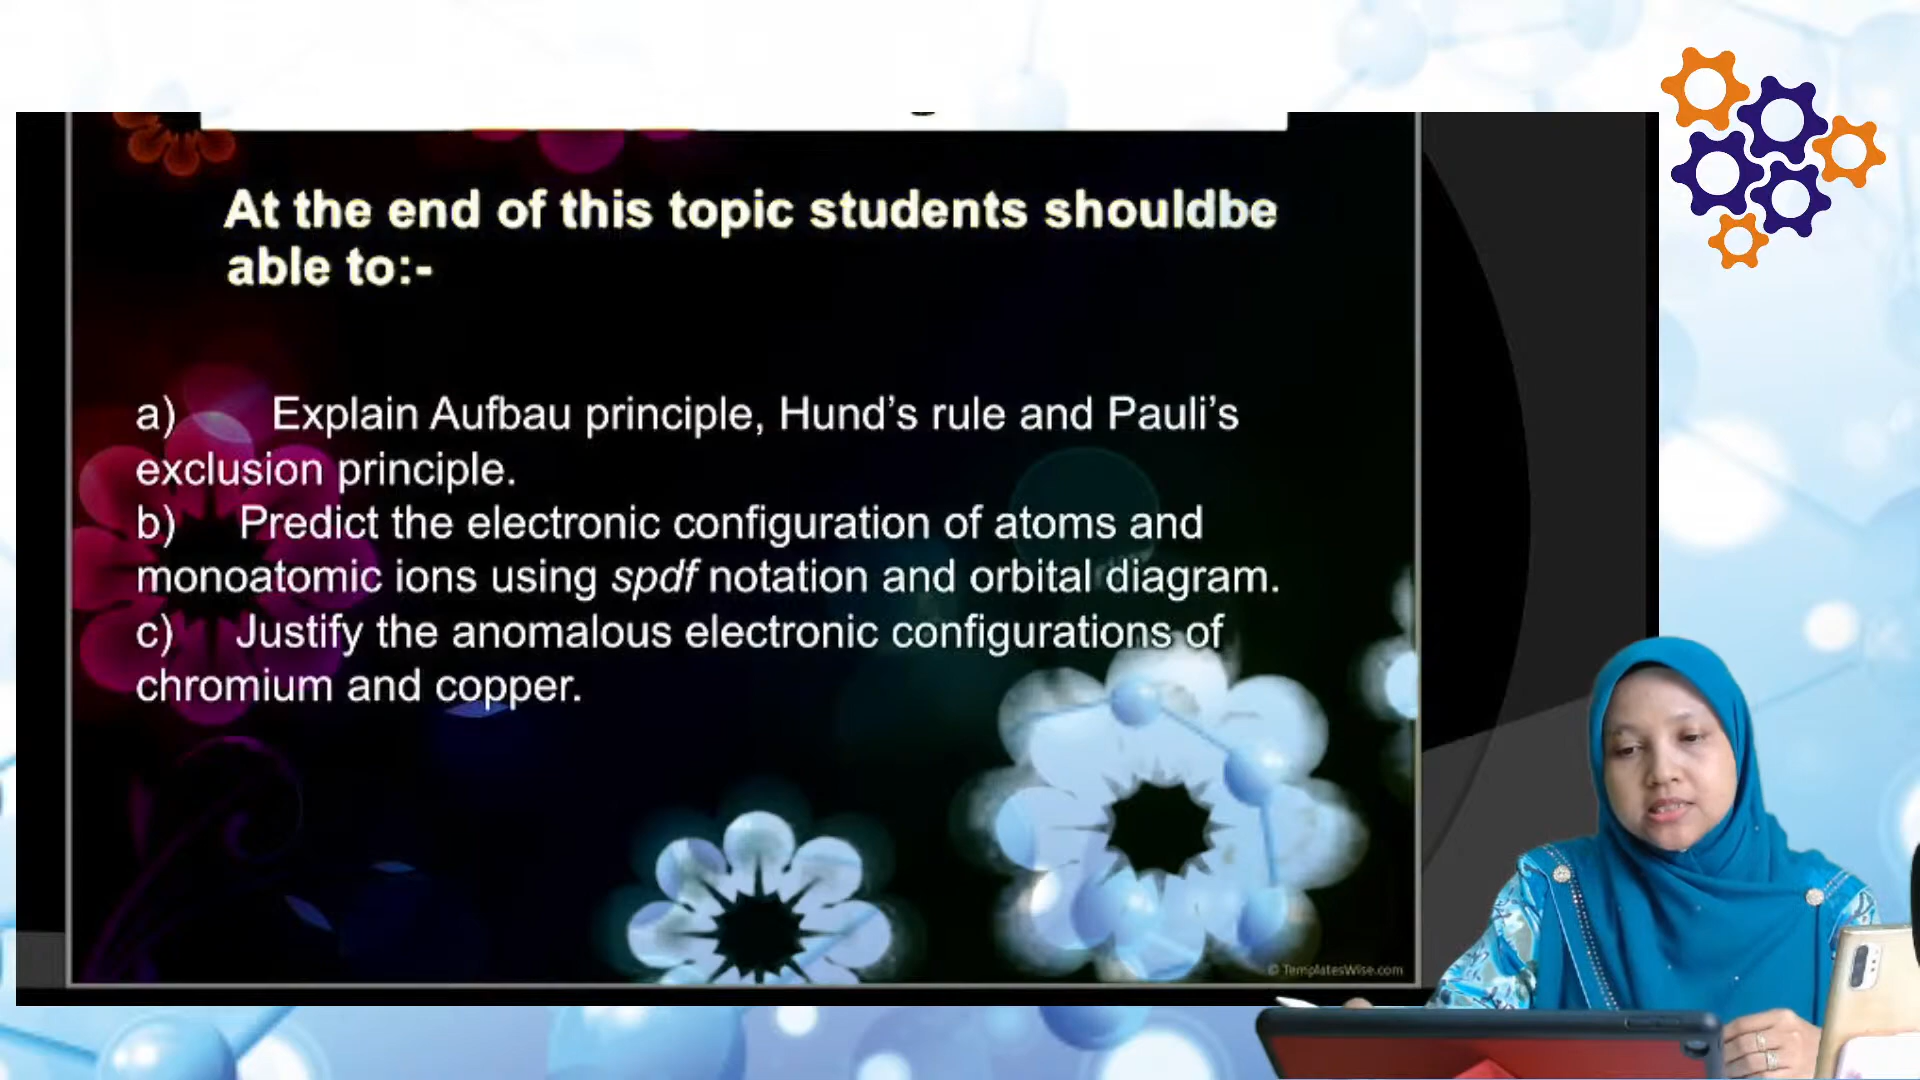 At the end of this topic students shouldbe
able to:-
a) Explain Aufbau principle, Hund's rule and Pauli's
exclusion principle.
b) Predict the electronic configuration of atoms and
monoatomic ions using spdf notation and orbital diagram.
c) Justify the anomalous electronic configurations of
chromium and copper.
© TemplatesWise.com